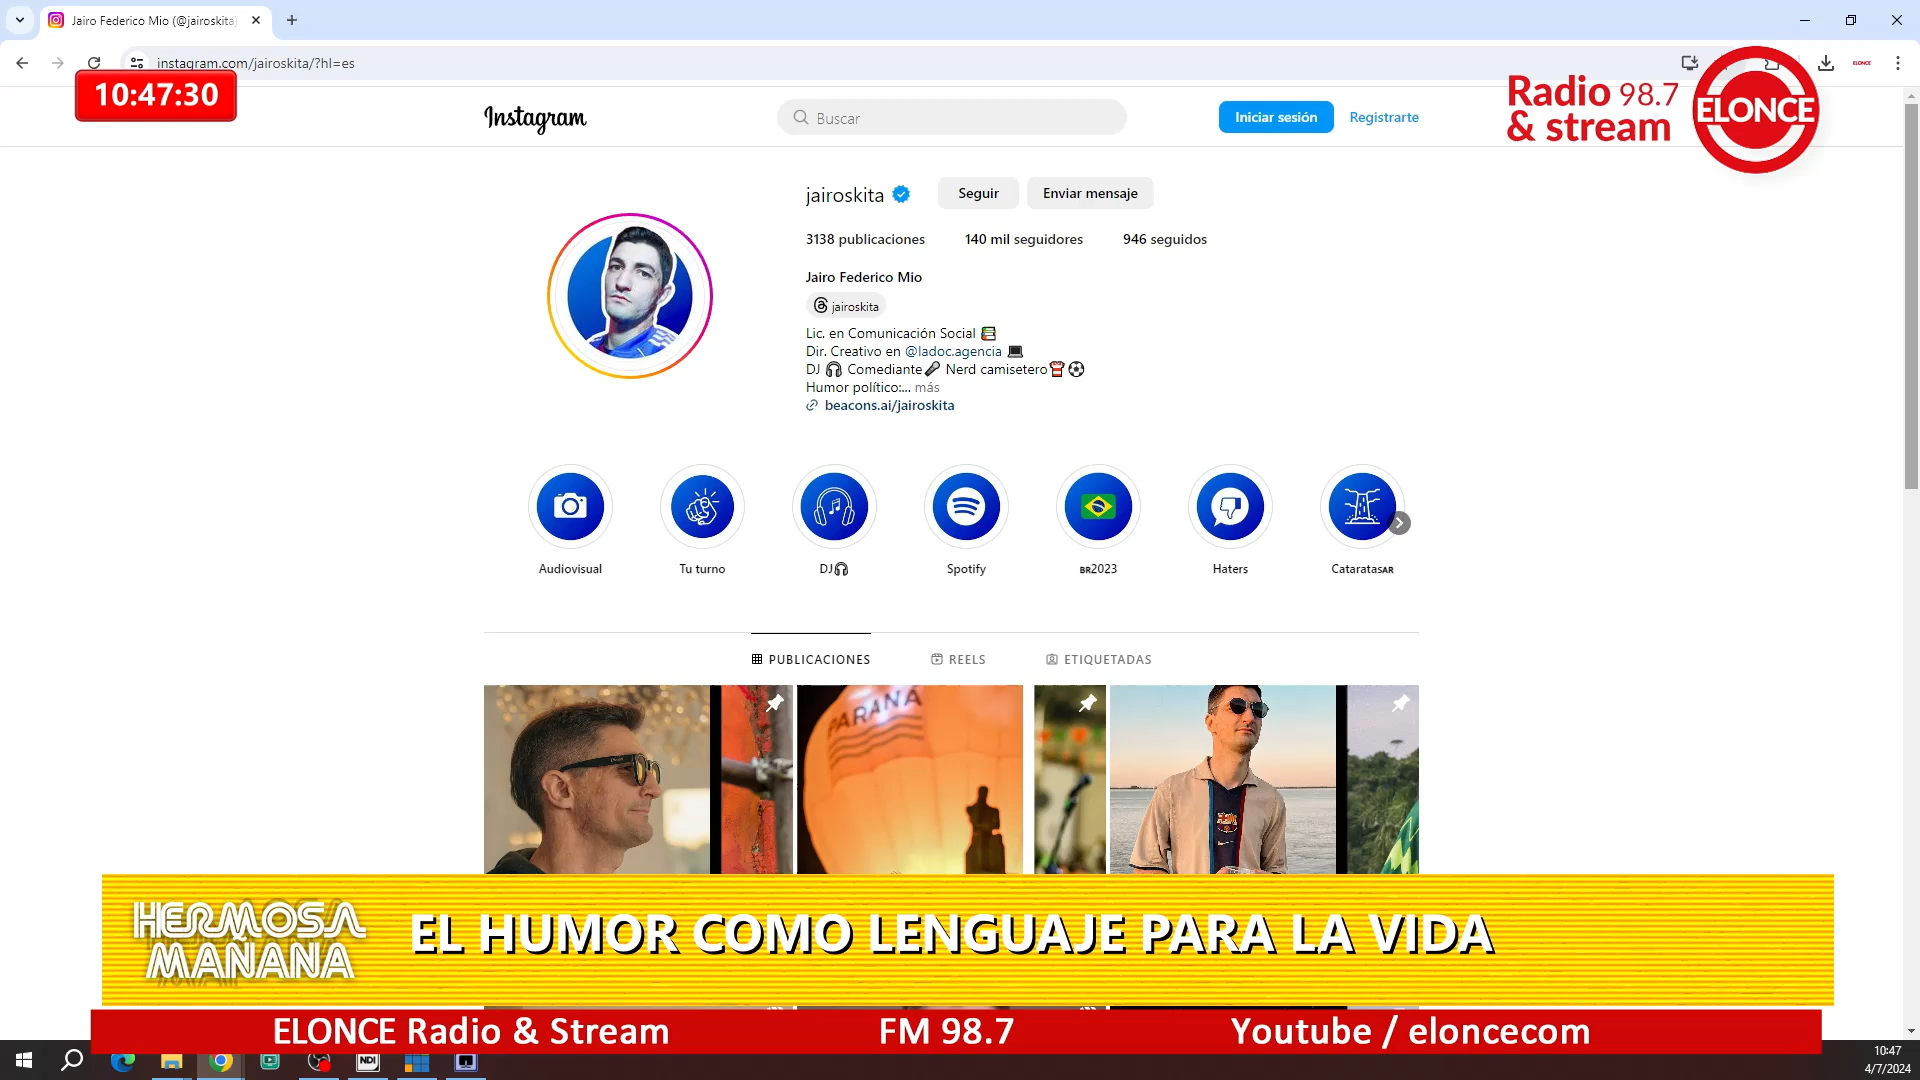 Jairo Federico Mio (@jairoskita)
instagram.com/jairoskita/?hl=es
10:47:30
Instagram
Buscar
Iniciar sesión
Registrarte
Radio 98.7
& stream
ELONCE
jairoskita
Seguir
Enviar mensaje
3138 publicaciones
140 mil seguidores
946 seguidos
Jairo Federico Mio
jairoskita
Lic. en Comunicación Social
Dir. Creativo en @ladoc.agencia
DJ 🎧 Comediante🎤 Nerd camisetero
Humor político:... más
beacons.ai/jairoskita
Audiovisual
Tu turno
DJ🎧
Spotify
BR2023
Haters
CataratasAR
PUBLICACIONES
REELS
ETIQUETADAS
PARANA
HERMOSA
MAÑANA
EL HUMOR COMO LENGUAJE PARA LA VIDA
ELONCE Radio & Stream
FM 98.7
Youtube / eloncecom
NDI
10:47
4/7/2024